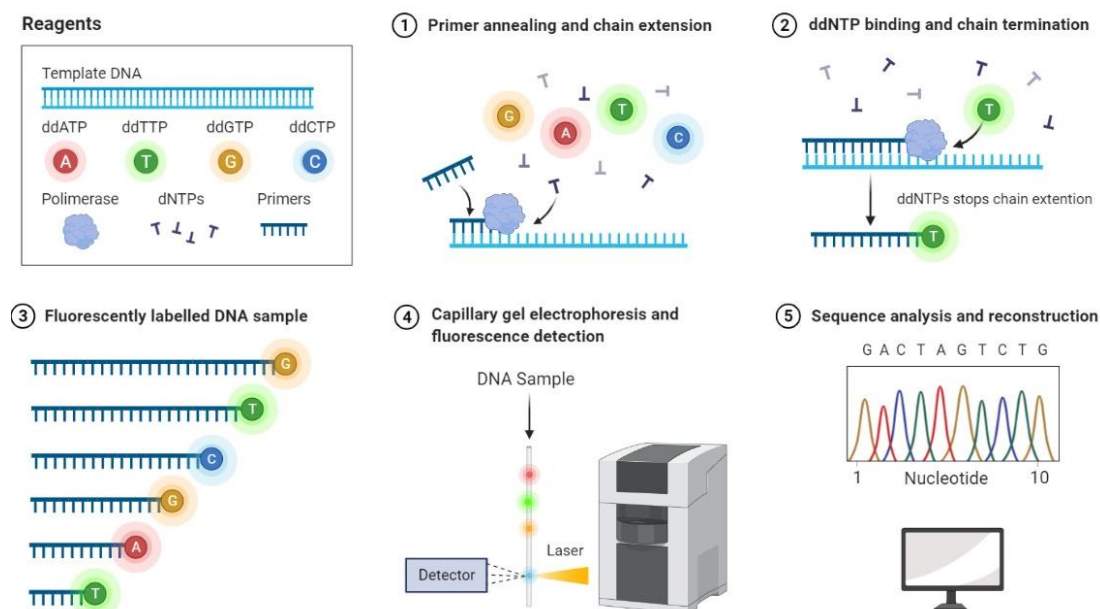 Reagents
Template DNA
ddATP ddTTP ddGTP ddCTP
A T G C
Polimerase dNTPs Primers
1 Primer annealing and chain extension
G A T C
2 ddNTP binding and chain termination
T
ddNTPs stops chain extention
T
3 Fluorescently labelled DNA sample
G
T
C
G
A
T
4 Capillary gel electrophoresis and
fluorescence detection
DNA Sample
Laser
Detector
5 Sequence analysis and reconstruction
G A C T A G T C T G
1 Nucleotide 10